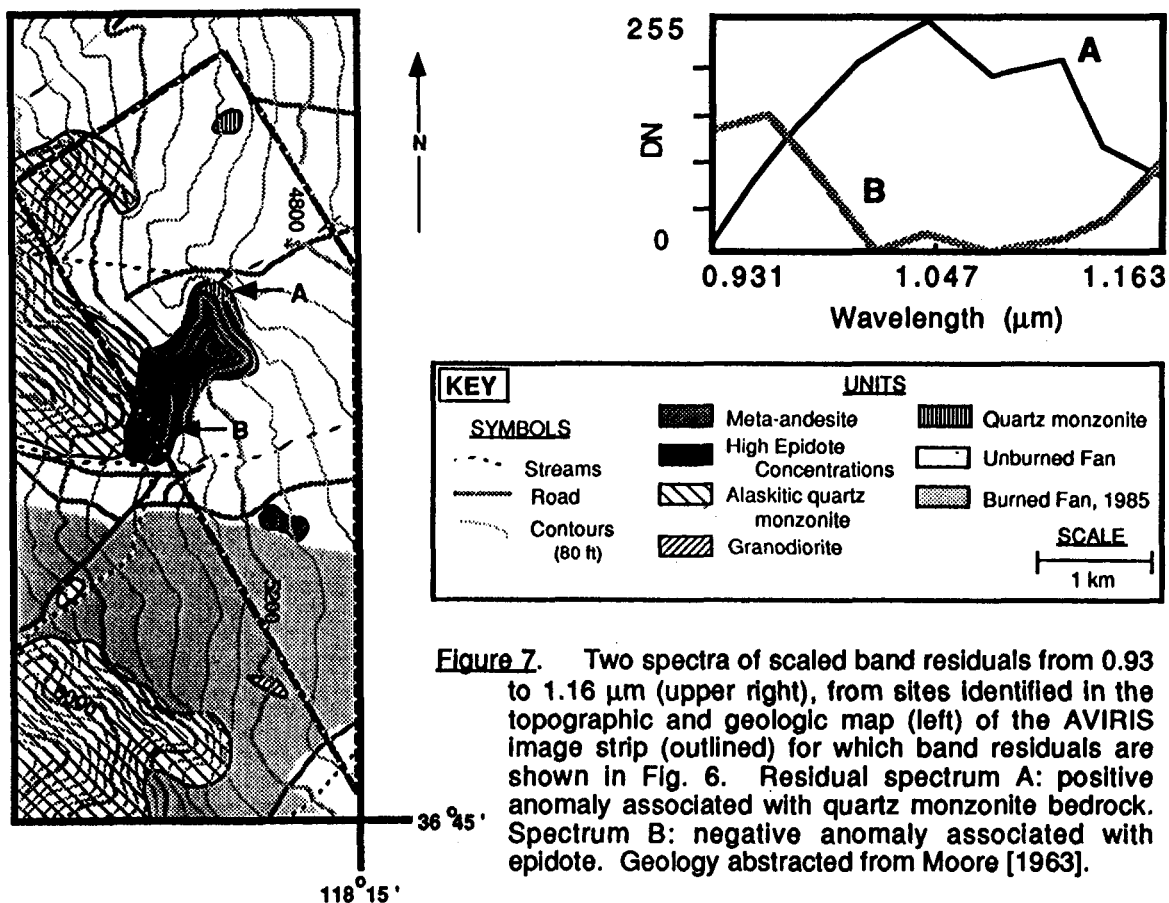 4800
N
A
B
5200
6000
36 °45'
118°15'
255
DN
0
A
B
0.931
1.047
1.163
Wavelength (µm)
KEY
SYMBOLS
Streams
Road
Contours
(80 ft)
UNITS
Meta-andesite
High Epidote
Concentrations
Alaskitic quartz
monzonite
Granodiorite
Quartz monzonite
Unburned Fan
Burned Fan, 1985
SCALE
1 km
Figure 7. Two spectra of scaled band residuals from 0.93
to 1.16 µm (upper right), from sites identified in the
topographic and geologic map (left) of the AVIRIS
image strip (outlined) for which band residuals are
shown in Fig. 6. Residual spectrum A: positive
anomaly associated with quartz monzonite bedrock.
Spectrum B: negative anomaly associated with
epidote. Geology abstracted from Moore [1963].